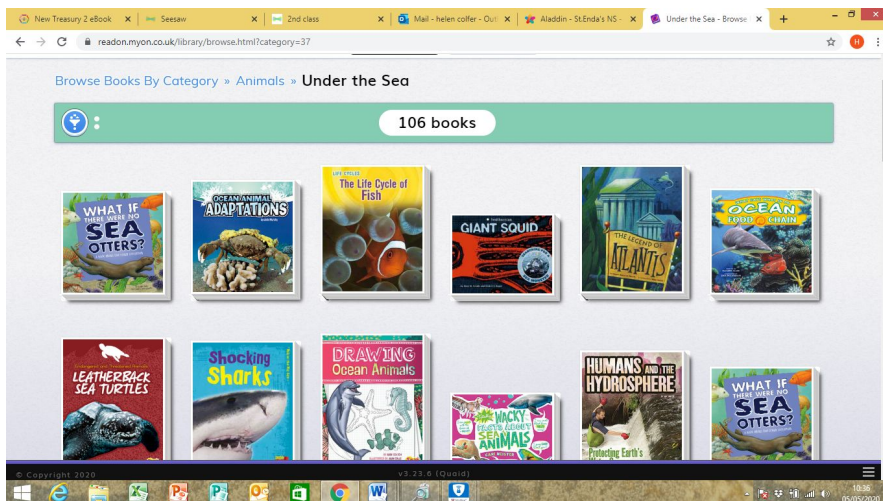 New Treasury 2 eBook
Seesaw
2nd class
Mail - helen colfer - Out
Aladdin - St.Enda's NS -
Under the Sea - Browse
readon.myon.co.uk/library/browse.html?category=37
H
Browse Books By Category » Animals » Under the Sea
106 books
WHAT IF
THERE WERE NO
SEA
OTTERS?
OCEAN ANIMAL
ADAPTATIONS
LIFE CYCLES
The Life Cycle of
Fish
GIANT SQUID
THE LEGEND OF
ATLANTIS
OCEAN
FOOD CHAIN
LEATHERBACK
SEA TURTLES
Shocking
Sharks
DRAWING
Ocean Animals
WACKY
FACTS ABOUT
SEA
ANIMALS
HUMANS AND THE
HYDROSPHERE
Protecting Earth's
WHAT IF
THERE WERE NO
SEA
OTTERS?
© Copyright 2020
v3.23.6 (Quoid)
10:36
05/05/2020